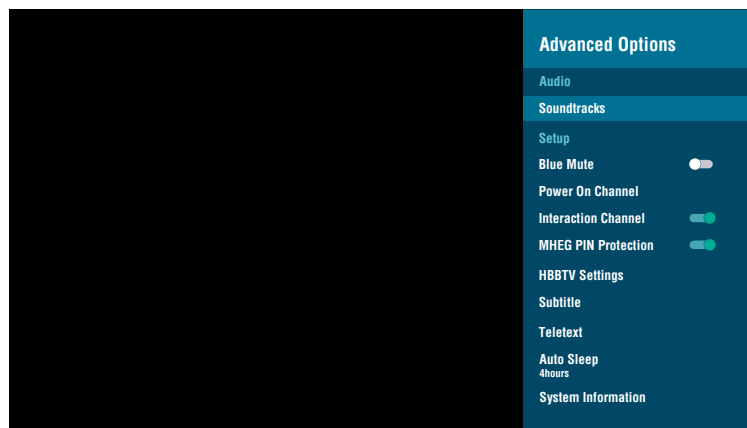 Advanced Options
Audio
Soundtracks
Setup
Blue Mute
Power On Channel
Interaction Channel
MHEG PIN Protection
HBBTV Settings
Subtitle
Teletext
Auto Sleep
4hours
System Information